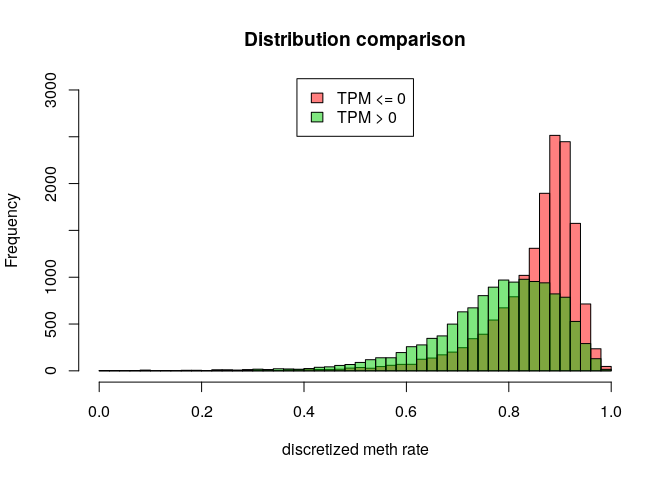 Distribution comparison
TPM <= 0
TPM > 0
Frequency
3000
2000
1000
500
0
0.0 0.2 0.4 0.6 0.8 1.0
discretized meth rate